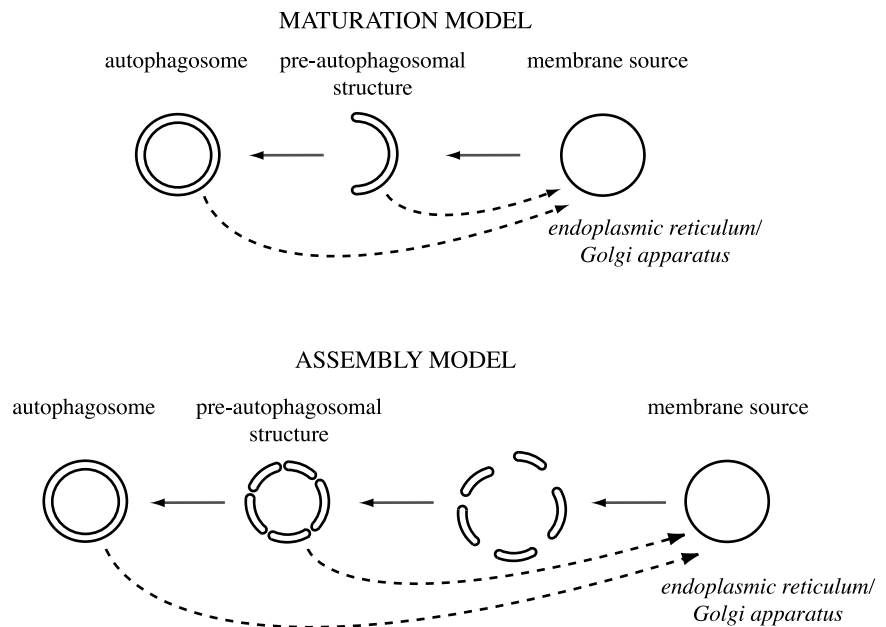 MATURATION MODEL
autophagosome
pre-autophagosomal
structure
membrane source
endoplasmic reticulum/
Golgi apparatus
ASSEMBLY MODEL
autophagosome
pre-autophagosomal
structure
membrane source
endoplasmic reticulum/
Golgi apparatus